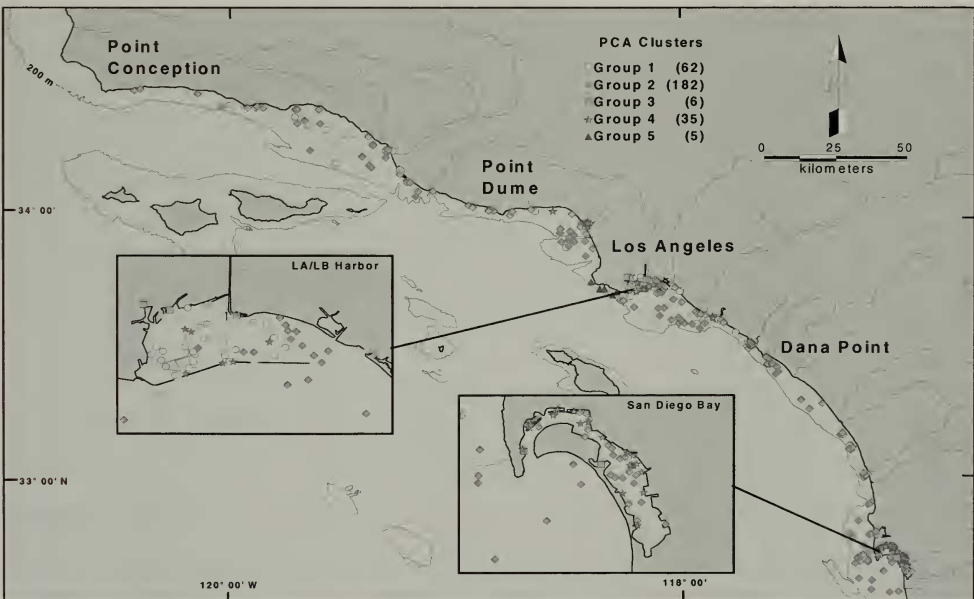 Point
Conception
200 m
PCA Clusters
Group 1 (62)
Group 2 (182)
Group 3 (6)
Group 4 (35)
Group 5 (5)
0 25 50
kilometers
Point
Dume
34° 00'
Los Angeles
LA/LB Harbor
Dana Point
San Diego Bay
33° 00' N
120° 00' W
118° 00'